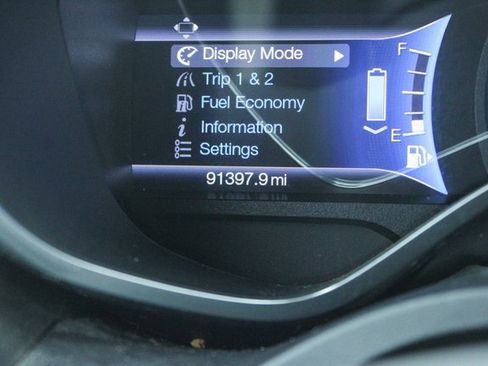 Display Mode
F
Trip 1 & 2
Fuel Economy
Information
E
Settings
91397.9 mi